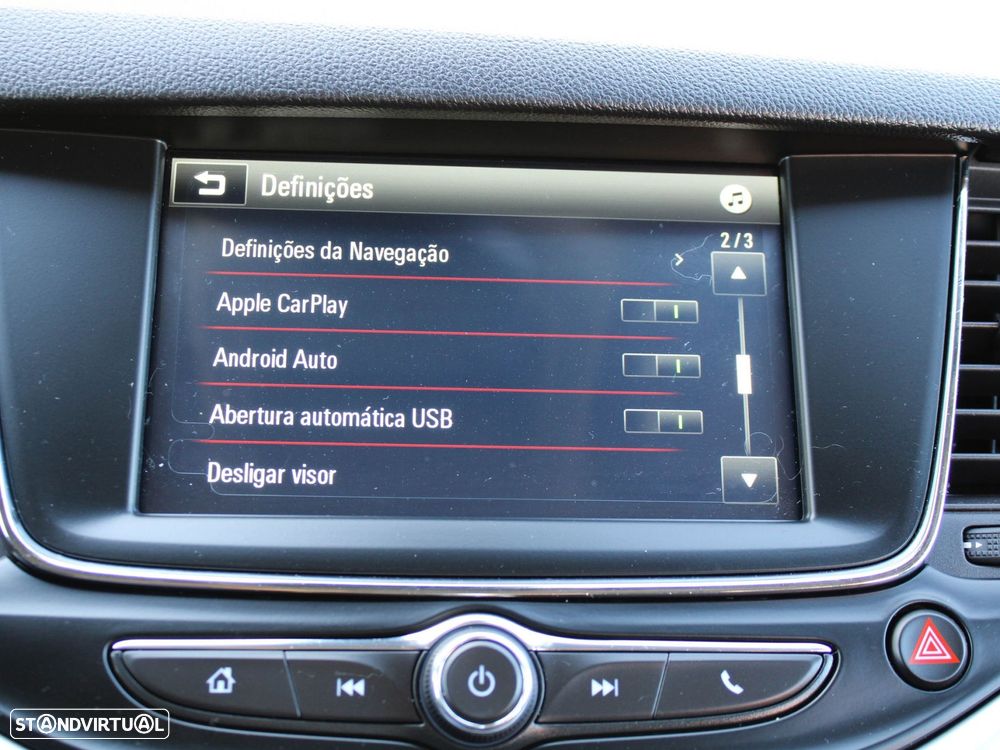 Definições
2/3
Definições da Navegação
Apple CarPlay
Android Auto
Abertura automática USB
Desligar visor
STANDVIRTUAL